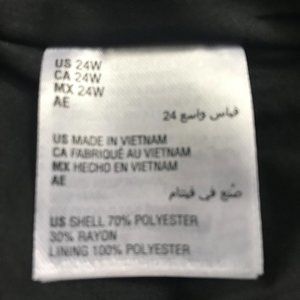 US 24W
CA 24W
MX 24W
AE
قياس واسع 24
US MADE IN VIETNAM
CA FABRIQUÉ AU VIETNAM
MX HECHO EN VIETNAM
AE
صُنع في فيتنام
US SHELL 70% POLYESTER
30% RAYON
LINING 100% POLYESTER